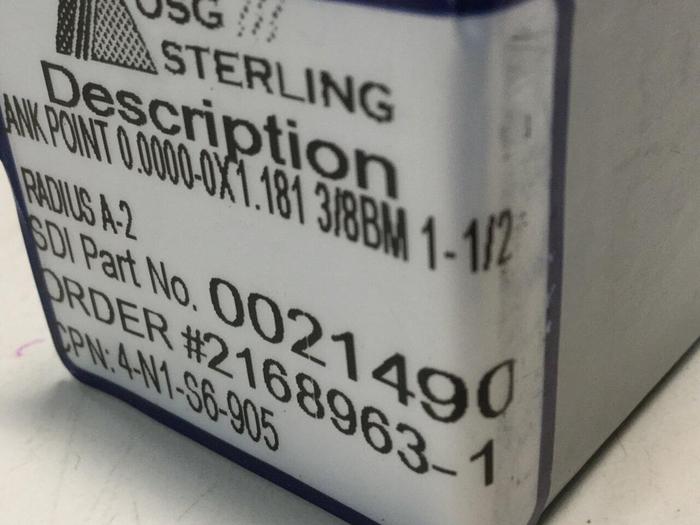 OSG
STERLING
Description
ANK POINT 0.0000-0X1.181 3/8BM 1-1/2
RADIUS A-2
SDI Part No. 0021490
ORDER #2168963-1
CPN: 4-N1-S6-905